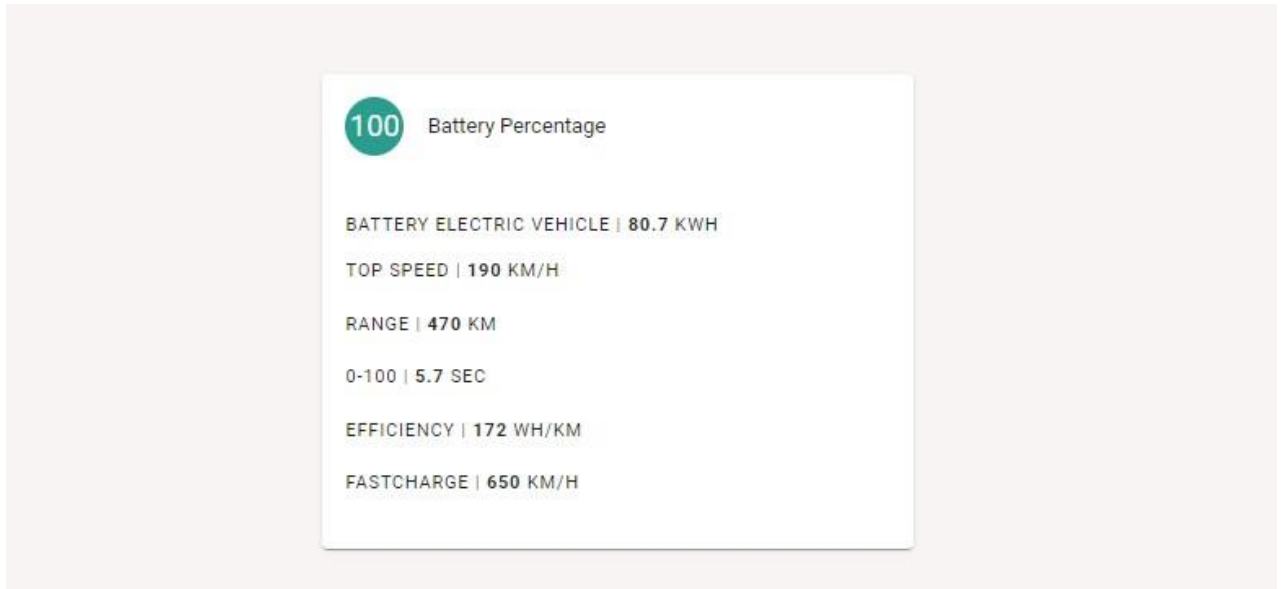 100 Battery Percentage
BATTERY ELECTRIC VEHICLE | 80.7 KWH
TOP SPEED | 190 KM/H
RANGE | 470 KM
0-100 | 5.7 SEC
EFFICIENCY | 172 WH/KM
FASTCHARGE | 650 KM/H